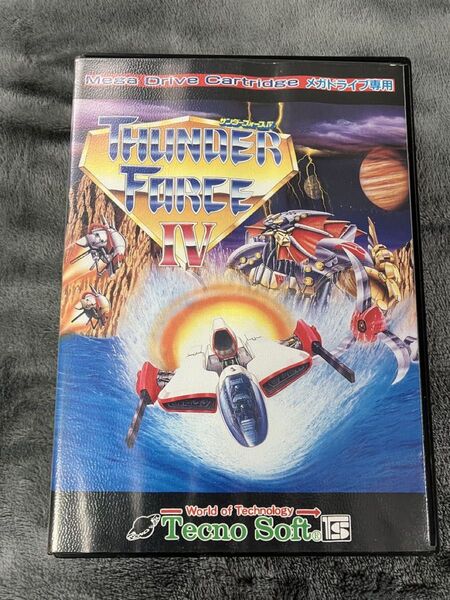 Mega Drive Cartridge メガドライブ専用
サンダーフォースIV
THUNDER
FORCE
IV
World of Technology
Tecno Soft®